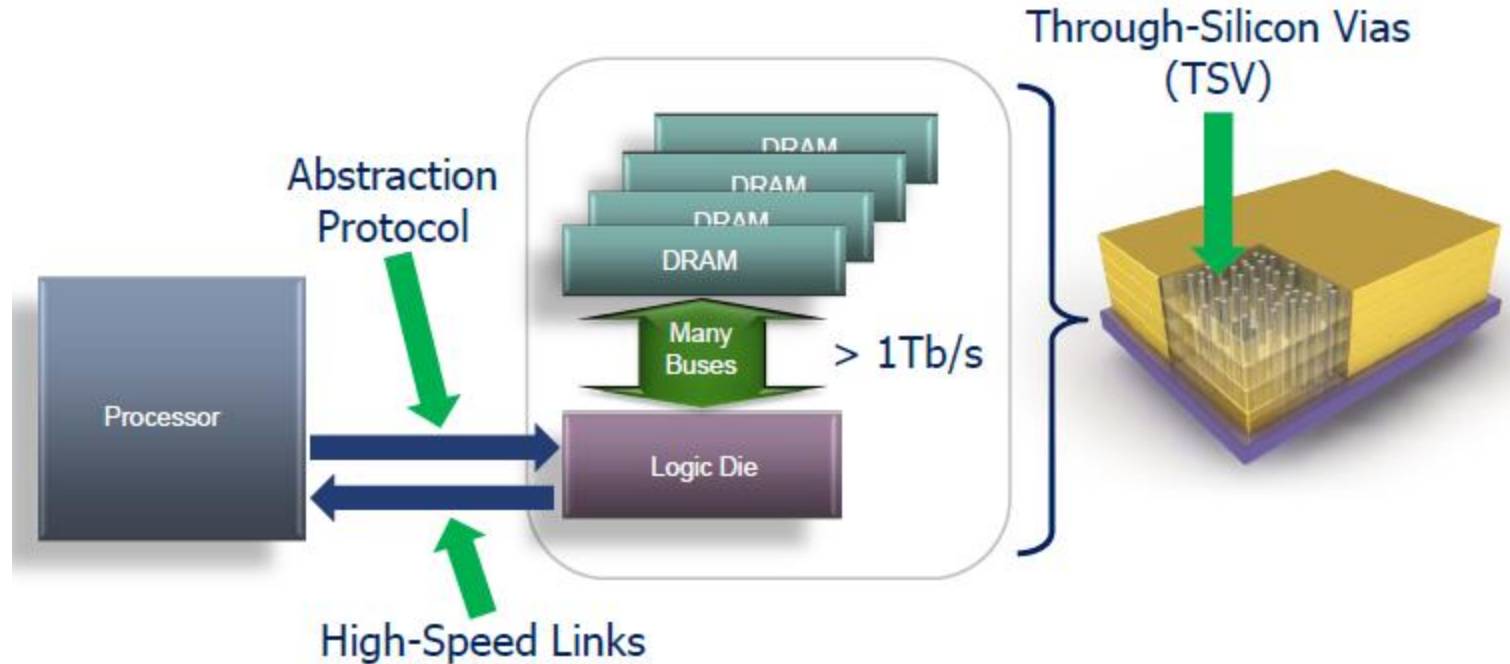 Through-Silicon Vias
(TSV)
Abstraction
Protocol
DRAM
DRAM
DRAM
DRAM
Many
Buses
> 1Tb/s
Processor
Logic Die
High-Speed Links